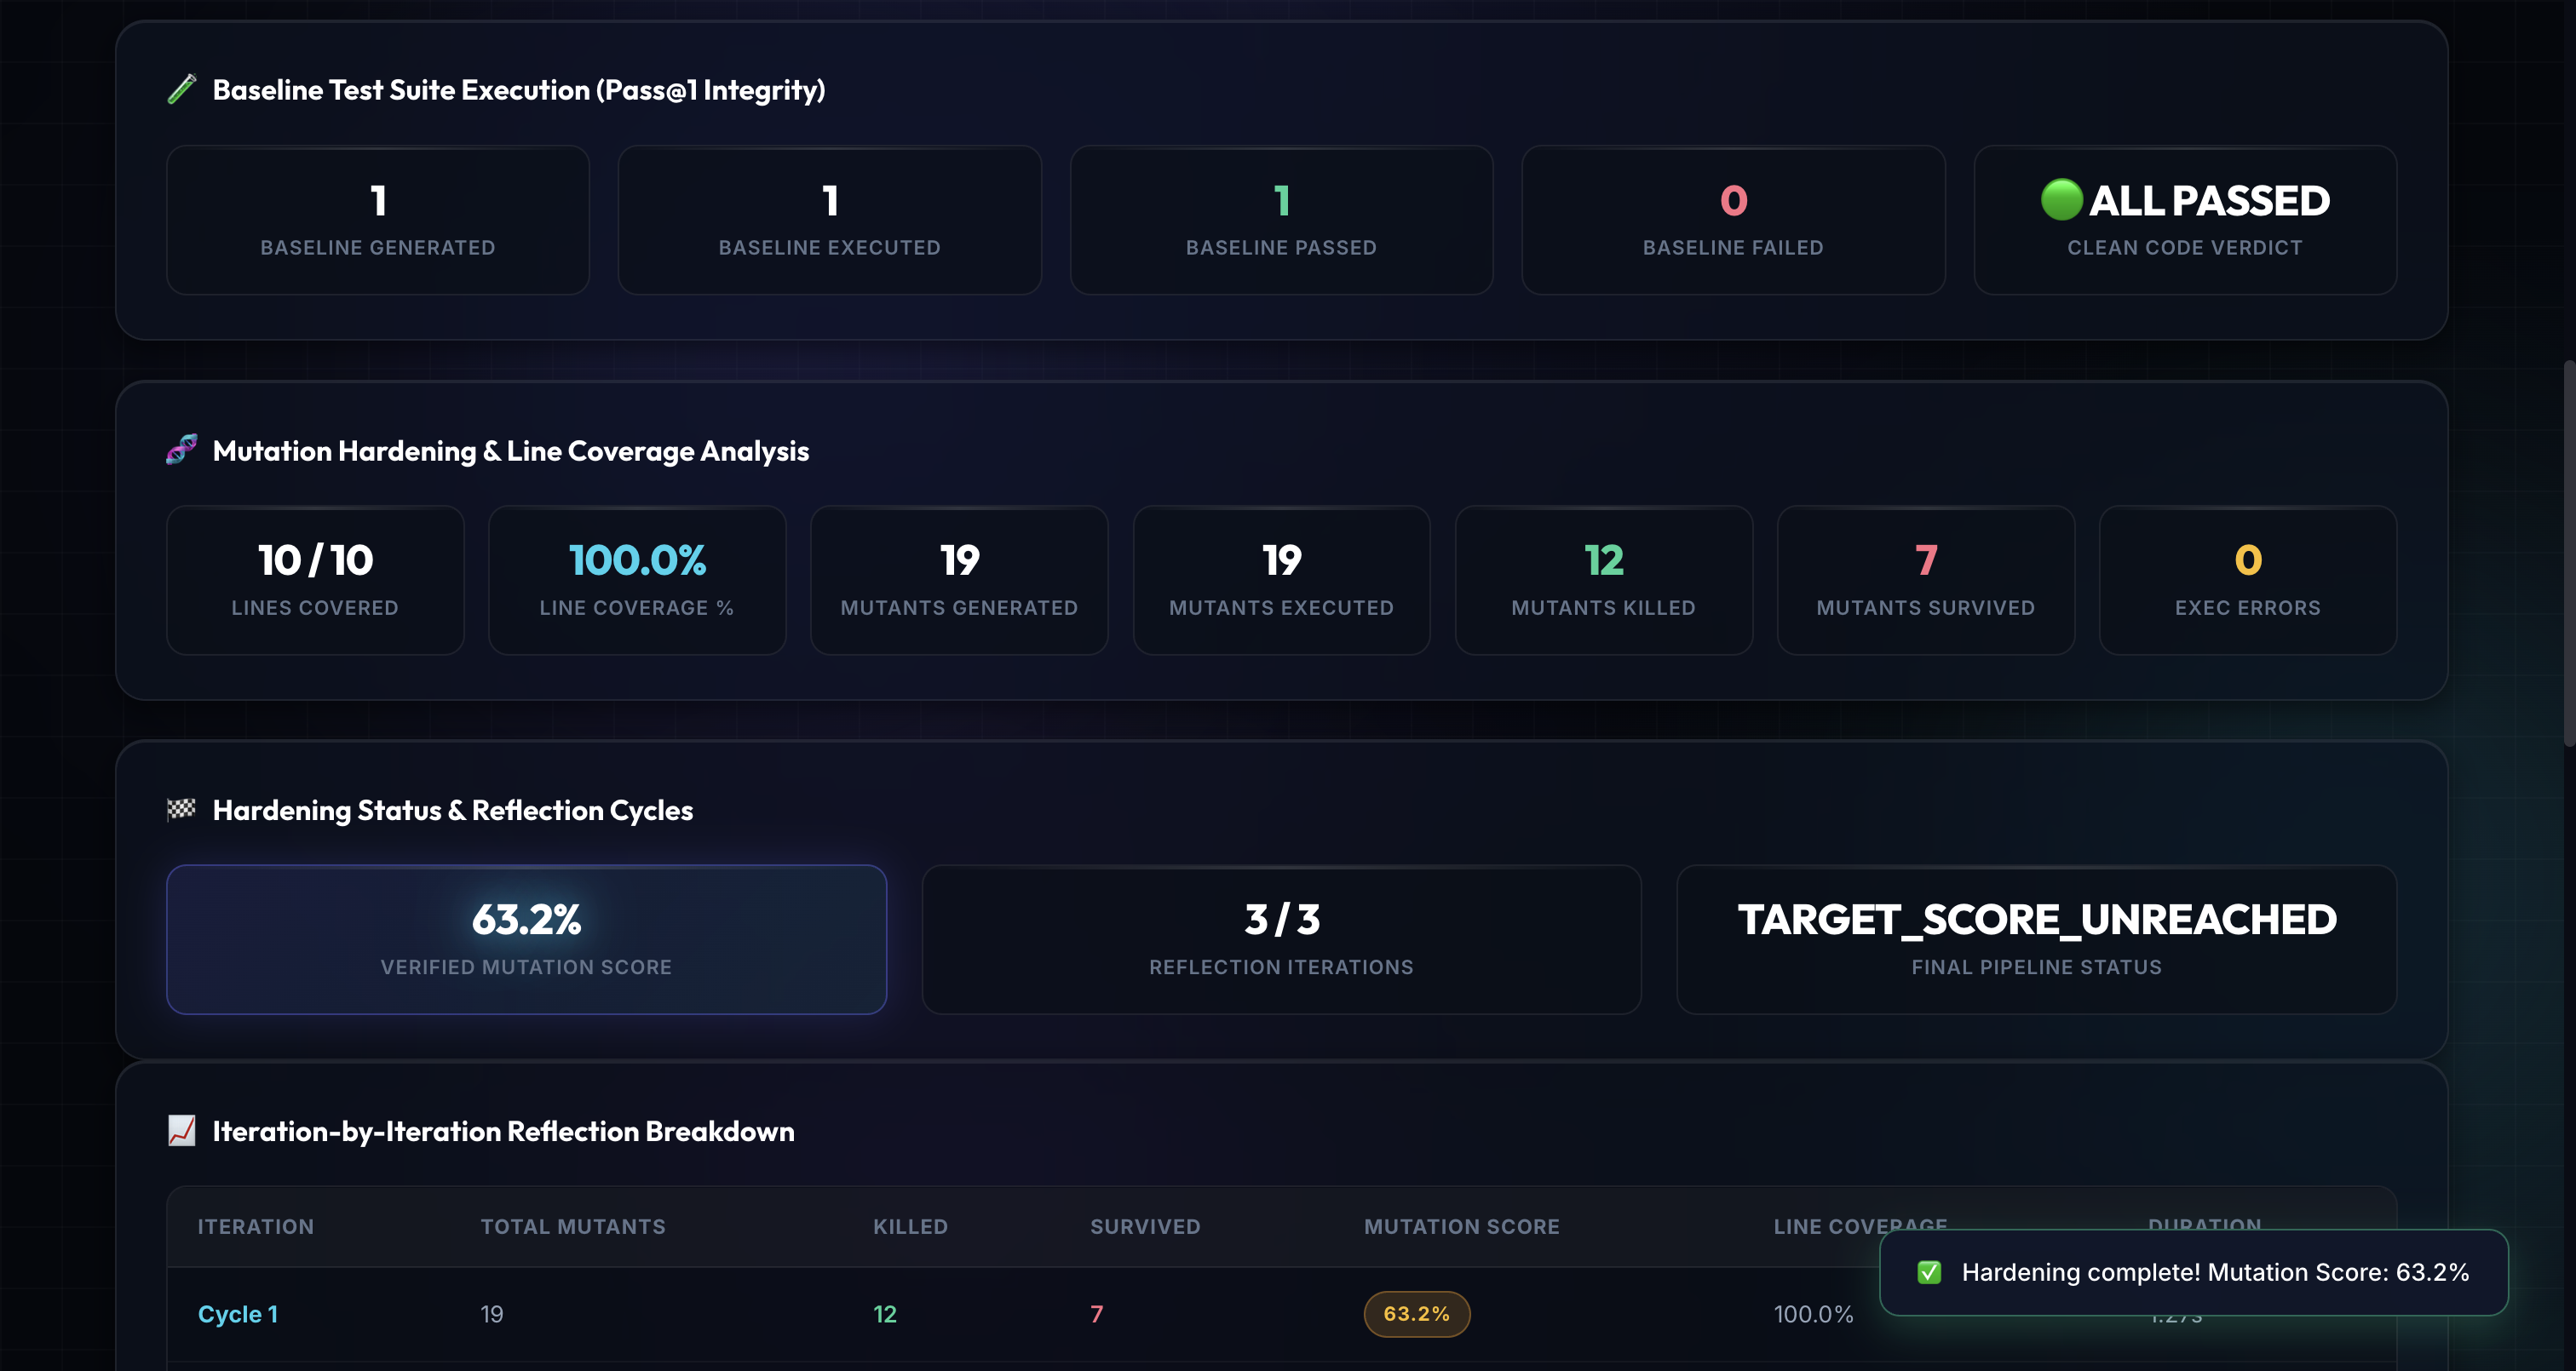 Baseline Test Suite Execution (Pass@1 Integrity)
1
BASELINE GENERATED
1
BASELINE EXECUTED
1
BASELINE PASSED
0
BASELINE FAILED
ALL PASSED
CLEAN CODE VERDICT
Mutation Hardening & Line Coverage Analysis
10 / 10
LINES COVERED
100.0%
LINE COVERAGE %
19
MUTANTS GENERATED
19
MUTANTS EXECUTED
12
MUTANTS KILLED
7
MUTANTS SURVIVED
0
EXEC ERRORS
Hardening Status & Reflection Cycles
63.2%
VERIFIED MUTATION SCORE
3 / 3
REFLECTION ITERATIONS
TARGET_SCORE_UNREACHED
FINAL PIPELINE STATUS
Iteration-by-Iteration Reflection Breakdown
ITERATION TOTAL MUTANTS KILLED SURVIVED MUTATION SCORE LINE COVERAGE DURATION
Cycle 1 19 12 7 63.2% 100.0%
Hardening complete! Mutation Score: 63.2%